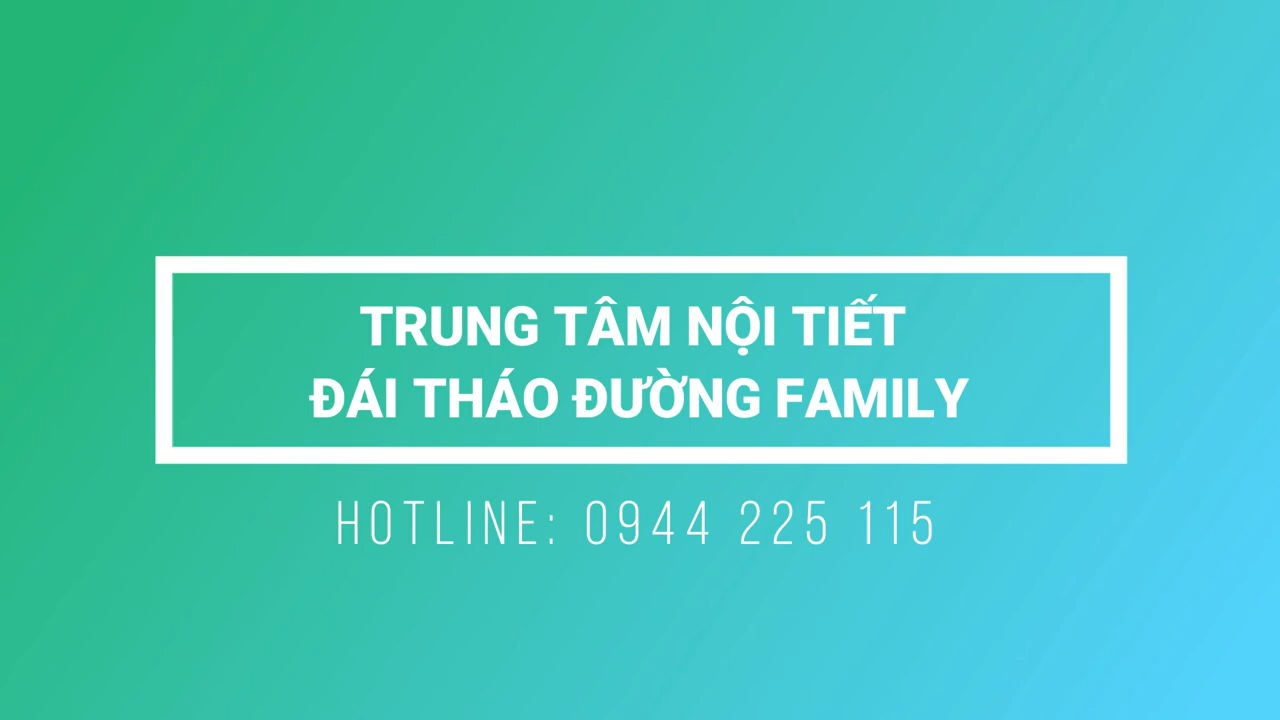 TRUNG TÂM NỘI TIẾT
ĐÁI THÁO ĐƯỜNG FAMILY
HOTLINE: 0944 225 115